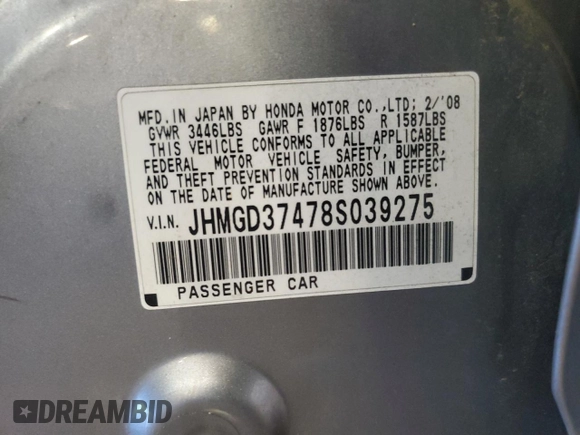 MFD.IN JAPAN BY HONDA MOTOR CO.,LTD; 2/'08
GVWR 3446LBS GAWR F 1876LBS R 1587LBS
THIS VEHICLE CONFORMS TO ALL APPLICABLE
FEDERAL MOTOR VEHICLE SAFETY, BUMPER,
AND THEFT PREVENTION STANDARDS IN EFFECT
ON THE DATE OF MANUFACTURE SHOWN ABOVE.
V.I.N. JHMGD37478S039275
PASSENGER CAR
DREAMBID